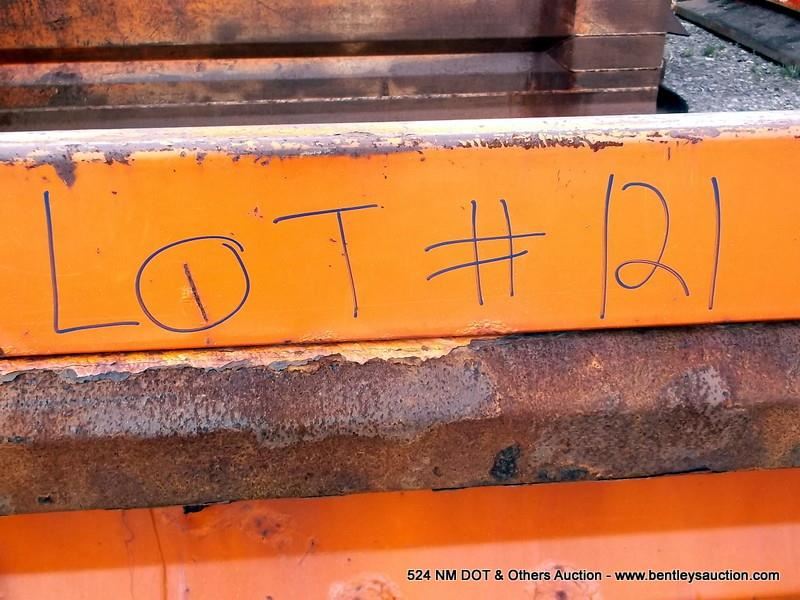 LOT # 121
524 NM DOT & Others Auction - www.bentleysauction.com